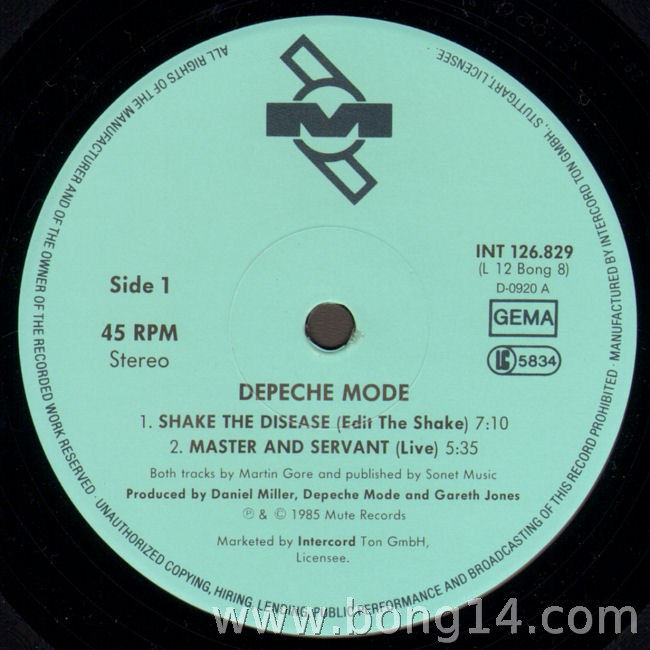 M
Side 1
45 RPM
Stereo
INT 126.829
(L 12 Bong 8)
D-0920 A
GEMA
LC 5834
DEPECHE MODE
1. SHAKE THE DISEASE (Edit The Shake) 7:10
2. MASTER AND SERVANT (Live) 5:35
Both tracks by Martin Gore and published by Sonet Music
Produced by Daniel Miller, Depeche Mode and Gareth Jones
℗ & © 1985 Mute Records
Marketed by Intercord Ton GmbH,
Licensee.
ALL RIGHTS OF THE MANUFACTURER AND OF THE OWNER OF THE RECORDED WORK RESERVED · UNAUTHORIZED COPYING, HIRING, LENDING, PUBLIC PERFORMANCE AND BROADCASTING OF THIS RECORD PROHIBITED · MANUFACTURED BY INTERCORD TON GMBH., STUTTGART, LICENSEE.
www.bong14.com